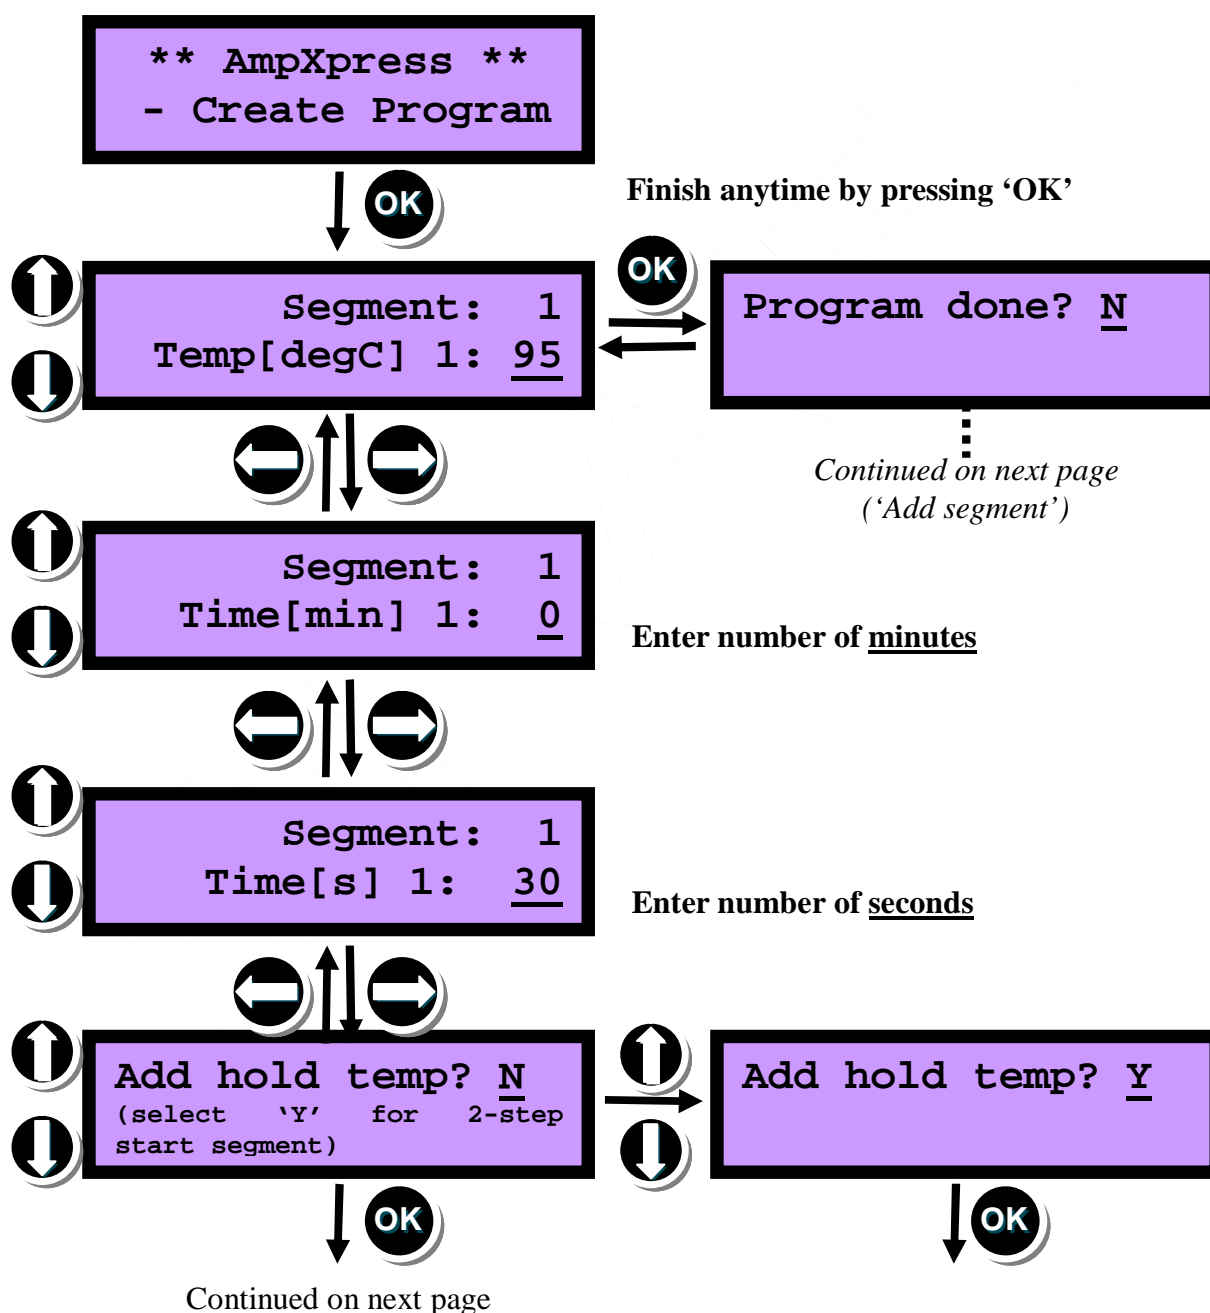 ** AmpXpress **
- Create Program
OK
Finish anytime by pressing ‘OK’
OK
Segment: 1
Temp[degC] 1: 95
Program done? N
Continued on next page
(‘Add segment’)
Segment: 1
Time[min] 1: 0
Enter number of minutes
Segment: 1
Time[s] 1: 30
Enter number of seconds
Add hold temp? N
(select ‘Y’ for 2-step
start segment)
Add hold temp? Y
OK
OK
Continued on next page